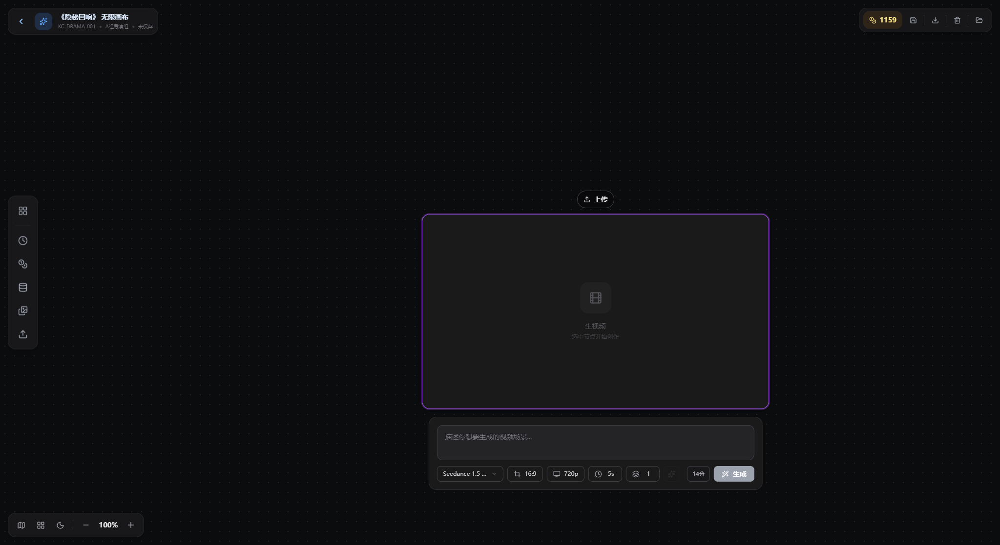 《隐秘回响》 无限画布
KC-DRAMA-001 • A组导演组 • 未保存
1159
上传
生视频
选中节点开始创作
描述你想要生成的视频场景...
Seedance 1.5 ... 16:9 720p 5s 1 14分 生成
100%